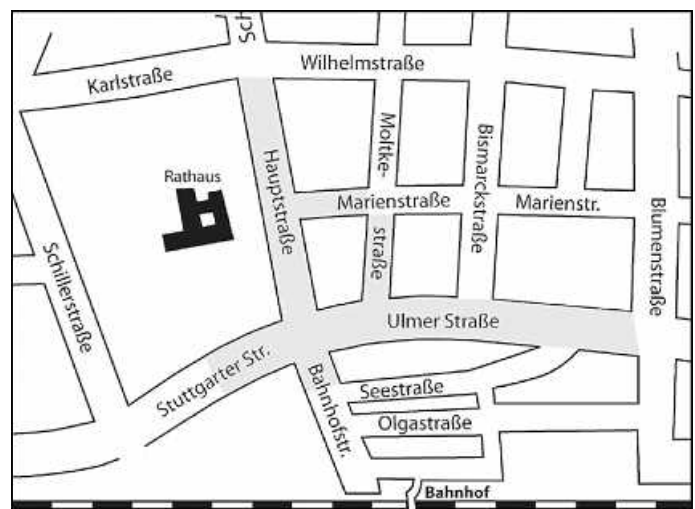 Sch
Wilhelmstraße
Karlstraße
Moltke-
straße
Bismarckstraße
Hauptstraße
Rathaus
Marienstraße
Marienstr.
Blumenstraße
Schillerstraße
Ulmer Straße
Stuttgarter Str.
Bahnhofstr.
Seestraße
Olgastraße
Bahnhof